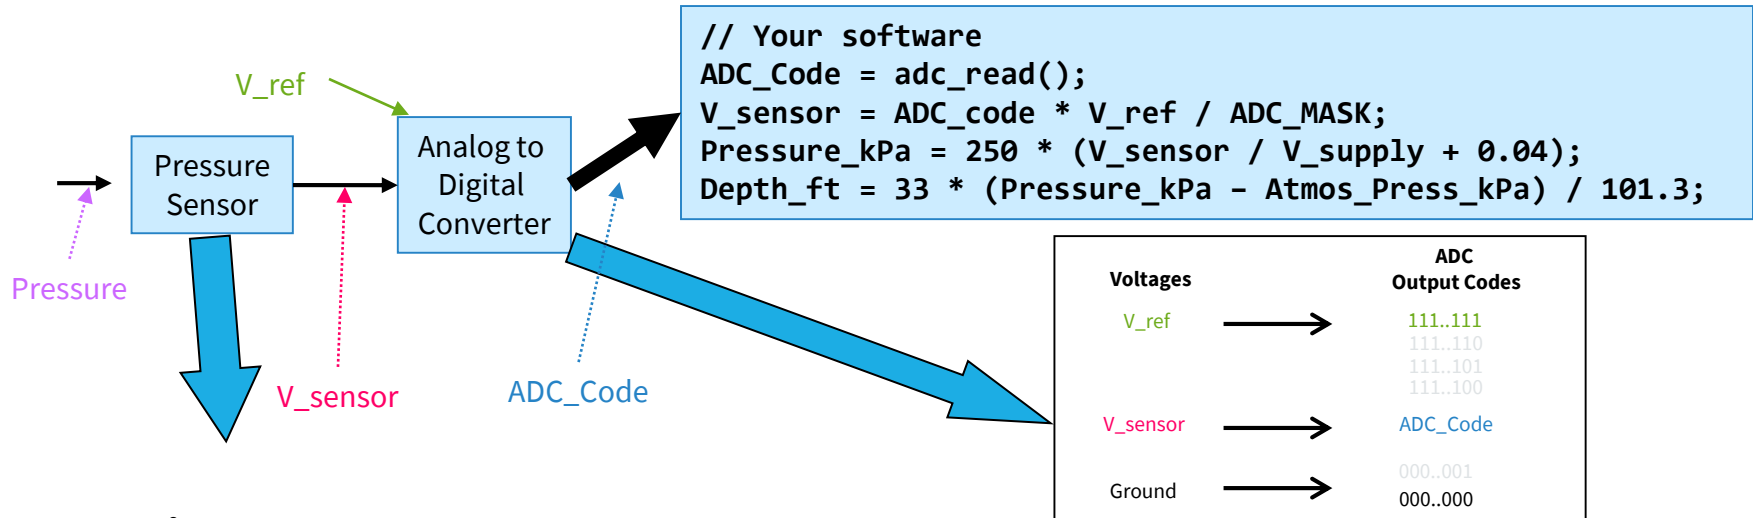 V_ref
Pressure
Sensor
Analog to
Digital
Converter
Pressure
V_sensor
ADC_Code
// Your software
ADC_Code = adc_read();
V_sensor = ADC_code * V_ref / ADC_MASK;
Pressure_kPa = 250 * (V_sensor / V_supply + 0.04);
Depth_ft = 33 * (Pressure_kPa – Atmos_Press_kPa) / 101.3;
Voltages
ADC
Output Codes
V_ref
111..111
111..110
111..101
111..100
V_sensor
ADC_Code
000..001
Ground
000..000